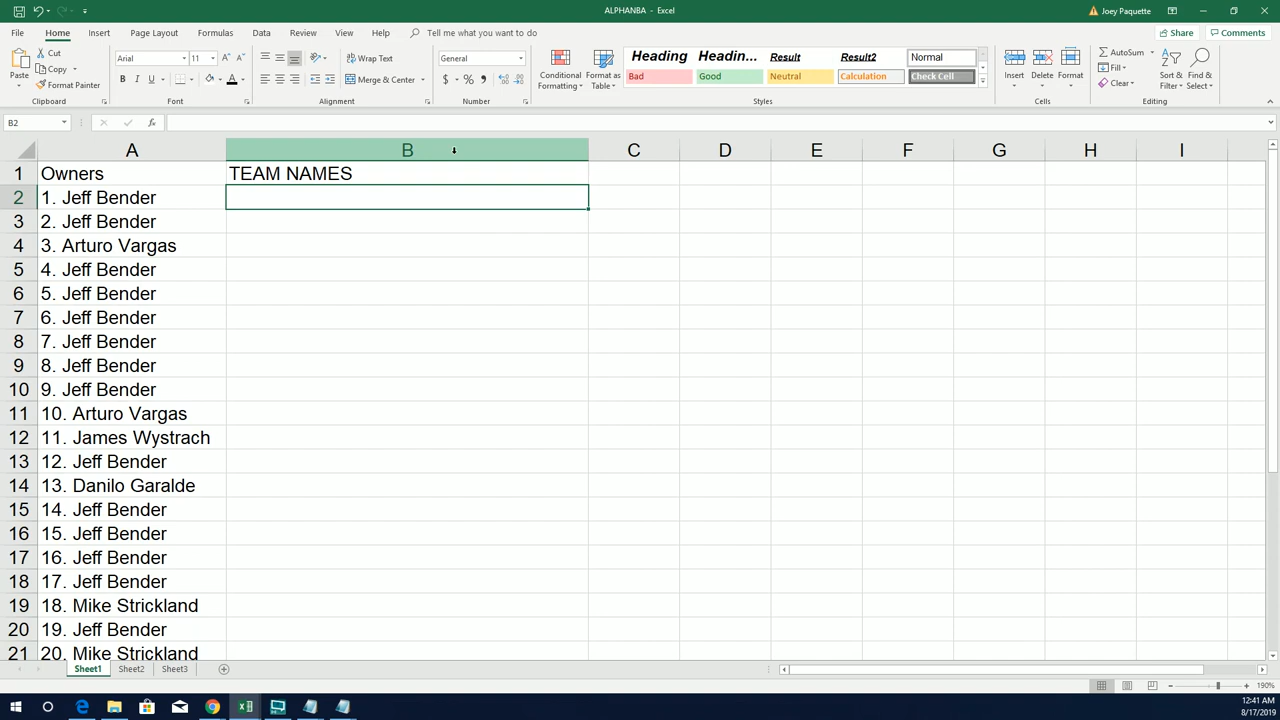 ALPHANBA - Excel
Joey Paquette
File Home Insert Page Layout Formulas Data Review View Help Tell me what you want to do Share Comments
Paste Cut Copy Format Painter Clipboard
Arial 11 Font
Wrap Text Merge & Center Alignment
General Number
Conditional Formatting Format as Table
Heading Headin... Result Result2 Normal
Bad Good Neutral Calculation Check Cell
Styles
Insert Delete Format Cells
AutoSum Fill Clear Sort & Filter Find & Select Editing
B2 fx
A B C D E F G H I
1 Owners TEAM NAMES
2 1. Jeff Bender
3 2. Jeff Bender
4 3. Arturo Vargas
5 4. Jeff Bender
6 5. Jeff Bender
7 6. Jeff Bender
8 7. Jeff Bender
9 8. Jeff Bender
10 9. Jeff Bender
11 10. Arturo Vargas
12 11. James Wystrach
13 12. Jeff Bender
14 13. Danilo Garalde
15 14. Jeff Bender
16 15. Jeff Bender
17 16. Jeff Bender
18 17. Jeff Bender
19 18. Mike Strickland
20 19. Jeff Bender
21 20. Mike Strickland
Sheet1 Sheet2 Sheet3
190%
12:41 AM
8/17/2019